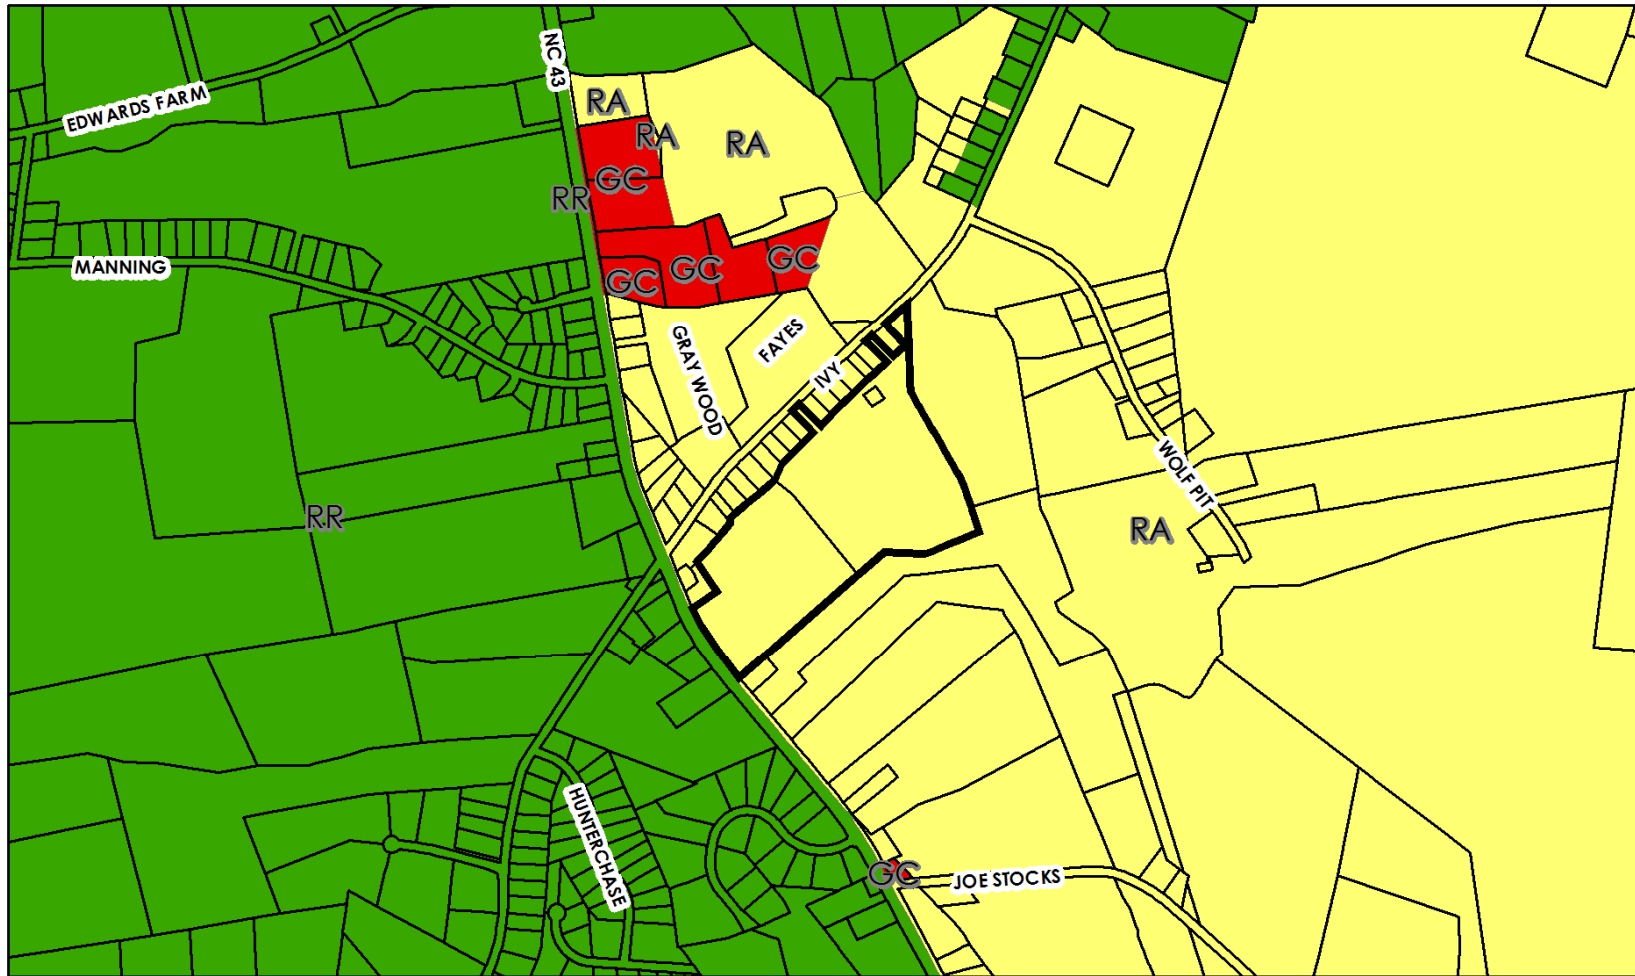 NC 43
EDWARDS FARM
RA
RA
RA
GC
RR
MANNING
GC
GC
GC
GRAY WOOD
FAYES
IVY
WOLF PIT
RR
RA
HUNTERCHASE
GC
JOE STOCKS